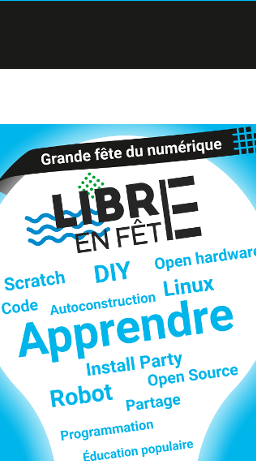 Grande fête du numérique
LIBRE
EN FÊTE
Scratch DIY Open hardware
Code Autoconstruction Linux
Apprendre
Install Party
Robot Open Source
Partage
Programmation
Éducation populaire